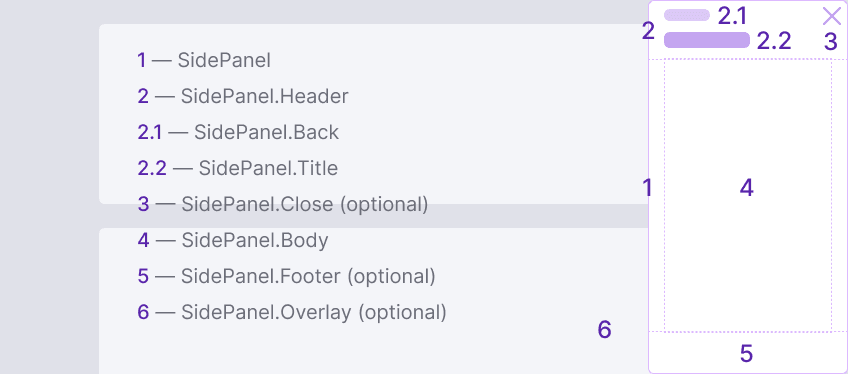 1 — SidePanel
2 — SidePanel.Header
2.1 — SidePanel.Back
2.2 — SidePanel.Title
3 — SidePanel.Close (optional)
4 — SidePanel.Body
5 — SidePanel.Footer (optional)
6 — SidePanel.Overlay (optional)
2.1
2
2.2
3
1
4
6
5